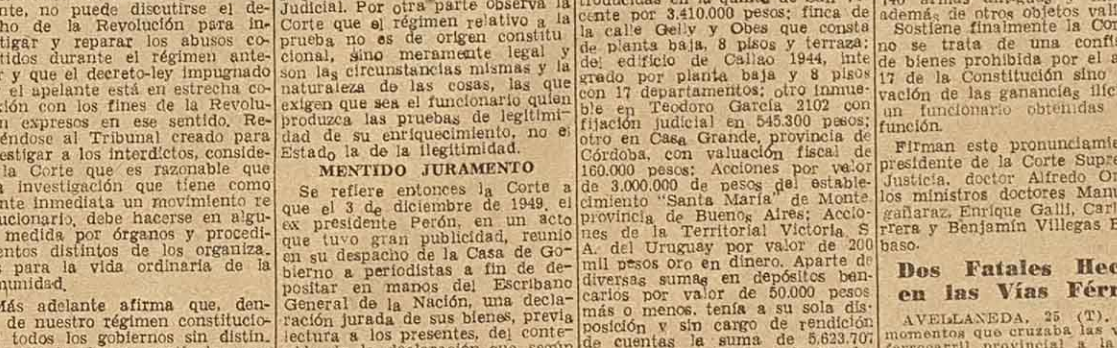 nte, no puede discutirse el de-
ho de la Revolución para in-
tigar y reparar los abusos co-
tidos durante el régimen ante-
r y que el decreto-ley impugnado
el apelante está en estrecha co-
ión con los fines de la Revolu-
n expresos en ese sentido. Re-
éndose al Tribunal creado para
estigar a los interdictos, conside-
la Corte que es razonable que
a investigación que tiene como
nte inmediata un movimiento re
ucionario, debe hacerse en algu-
medida por órganos y procedi-
entos distintos de los organiza.
s para la vida ordinaria de la
munidad.
Más adelante afirma que, den-
de nuestro régimen constitucio-
todos los gobiernos sin distin.
Judicial. Por otra parte observa la
Corte que el régimen relativo a la
prueba no es de origen constitu
cional, sino meramente legal y
son las circunstancias mismas y la
naturaleza de las cosas, las que
exigen que sea el funcionario quien
produzca las pruebas de legitimi-
dad de su enriquecimiento, no el
Estado la de la ilegitimidad.
MENTIDO JURAMENTO
Se refiere entonces la Corte a
que el 3 de diciembre de 1949, el
ex presidente Perón, en un acto
que tuvo gran publicidad, reunio
en su despacho de la Casa de Go-
bierno a periodistas a fin de de-
positar en manos del Escribano
General de la Nación, una decla-
ración jurada de sus bienes, previa
lectura a los presentes, del conte-
cente por 3.410.000 pesos; finca de
la calle Gelly y Obes que consta
de planta baja, 8 pisos y terraza;
del edificio de Callao 1944, inte
grado por planta baja y 8 pisos
con 17 departamentos; otro inmue-
ble en Teodoro García 2102 con
fijación judicial en 545.300 pesos;
otro en Casa Grande, provincia de
Córdoba, con valuación fiscal de
160.000 pesos; Acciones por valor
de 3.000.000 de pesos del estable-
cimiento "Santa María" de Monte
provincia de Buenos Aires; Accio-
nes de la Territorial Victoria S
A. del Uruguay por valor de 200
mil pesos oro en dinero. Aparte de
diversas sumas en depósitos ban-
carios por valor de 50.000 pesos
más o menos, tenía a su sola dis-
posición y sin cargo de rendición
de cuentas la suma de 5.623.707
además de otros objetos val
Sostiene finalmente la Co
no se trata de una confi
de bienes prohibida por el a
17 de la Constitución sino
vación de las ganancias ilíc
un funcionario obtenidas
función.
Firman este pronunciamie
presidente de la Corte Supr
Justicia, doctor Alfredo Or
los ministros doctores Man
gañaraz, Enrique Galli, Car
rrera y Benjamín Villegas B
baso.
Dos Fatales Hec
en las Vías Férr
AVELLANEDA, 25 (T).
momentos que cruzaba las